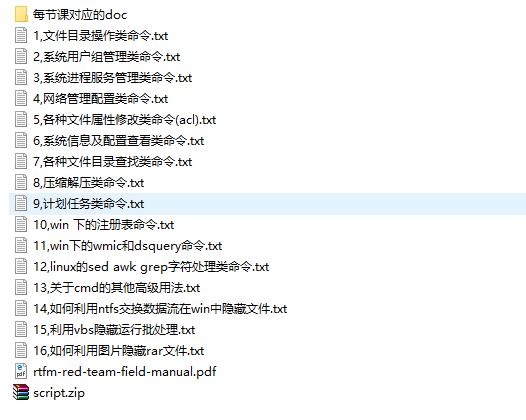 每节课对应的doc
1,文件目录操作类命令.txt
2,系统用户组管理类命令.txt
3,系统进程服务管理类命令.txt
4,网络管理配置类命令.txt
5,各种文件属性修改类命令(acl).txt
6,系统信息及配置查看类命令.txt
7,各种文件目录查找类命令.txt
8,压缩解压类命令.txt
9,计划任务类命令.txt
10,win 下的注册表命令.txt
11,win下的wmic和dsquery命令.txt
12,linux的sed awk grep字符处理类命令.txt
13,关于cmd的其他高级用法.txt
14,如何利用ntfs交换数据流在win中隐藏文件.txt
15,利用vbs隐藏运行批处理.txt
16,如何利用图片隐藏rar文件.txt
rtfm-red-team-field-manual.pdf
script.zip